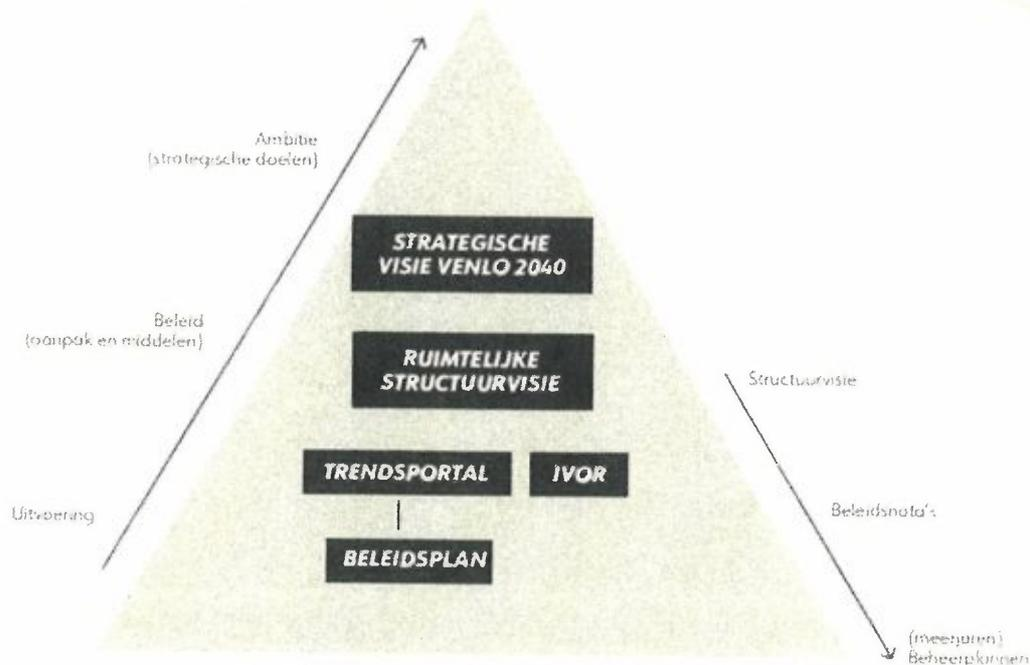 Ambitie
(strategische doelen)
STRATEGISCHE
VISIE VENLO 2040
Beleid
(aanpak en middelen)
RUIMTELIJKE
STRUCTUURVISIE
Structuurvisie
TRENDSPORTAL
IVOR
Uitvoering
Beleidsnota's
BELEIDSPLAN
(meerjaren)
Beheerplannen